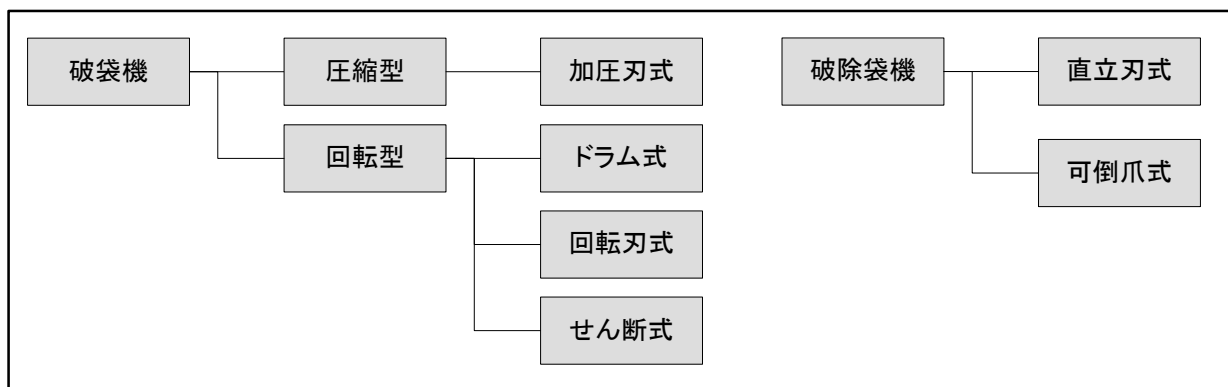 破袋機
圧縮型
加圧刃式
回転型
ドラム式
回転刃式
せん断式
破除袋機
直立刃式
可倒爪式